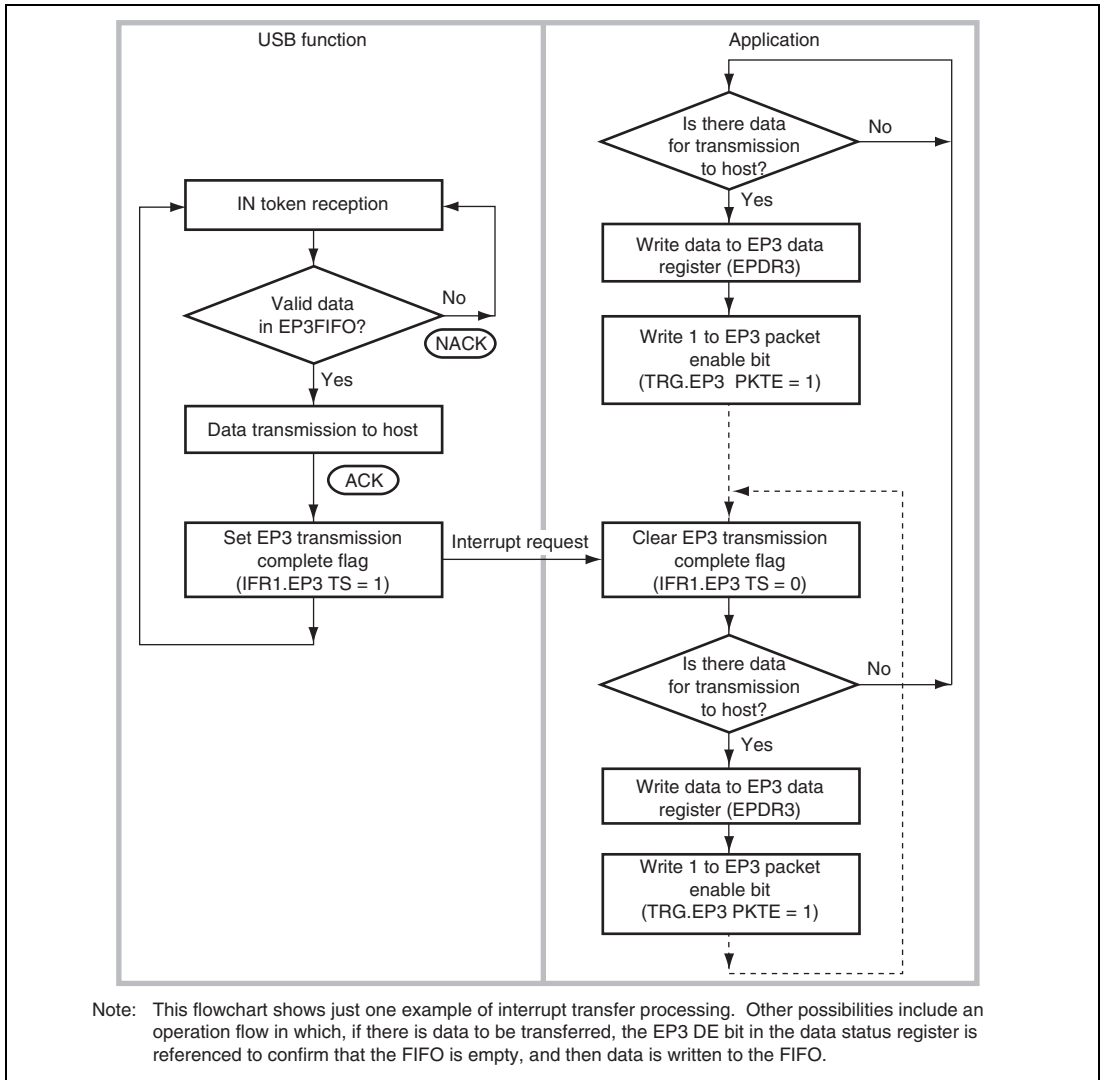 USB function
Application
IN token reception
Valid data
in EP3FIFO?
No
NACK
Yes
Data transmission to host
ACK
Set EP3 transmission
complete flag
(IFR1.EP3 TS = 1)
Interrupt request
Is there data
for transmission
to host?
No
Yes
Write data to EP3 data
register (EPDR3)
Write 1 to EP3 packet
enable bit
(TRG.EP3 PKTE = 1)
Clear EP3 transmission
complete flag
(IFR1.EP3 TS = 0)
Is there data
for transmission
to host?
No
Yes
Write data to EP3 data
register (EPDR3)
Write 1 to EP3 packet
enable bit
(TRG.EP3 PKTE = 1)
Note: This flowchart shows just one example of interrupt transfer processing. Other possibilities include an
operation flow in which, if there is data to be transferred, the EP3 DE bit in the data status register is
referenced to confirm that the FIFO is empty, and then data is written to the FIFO.